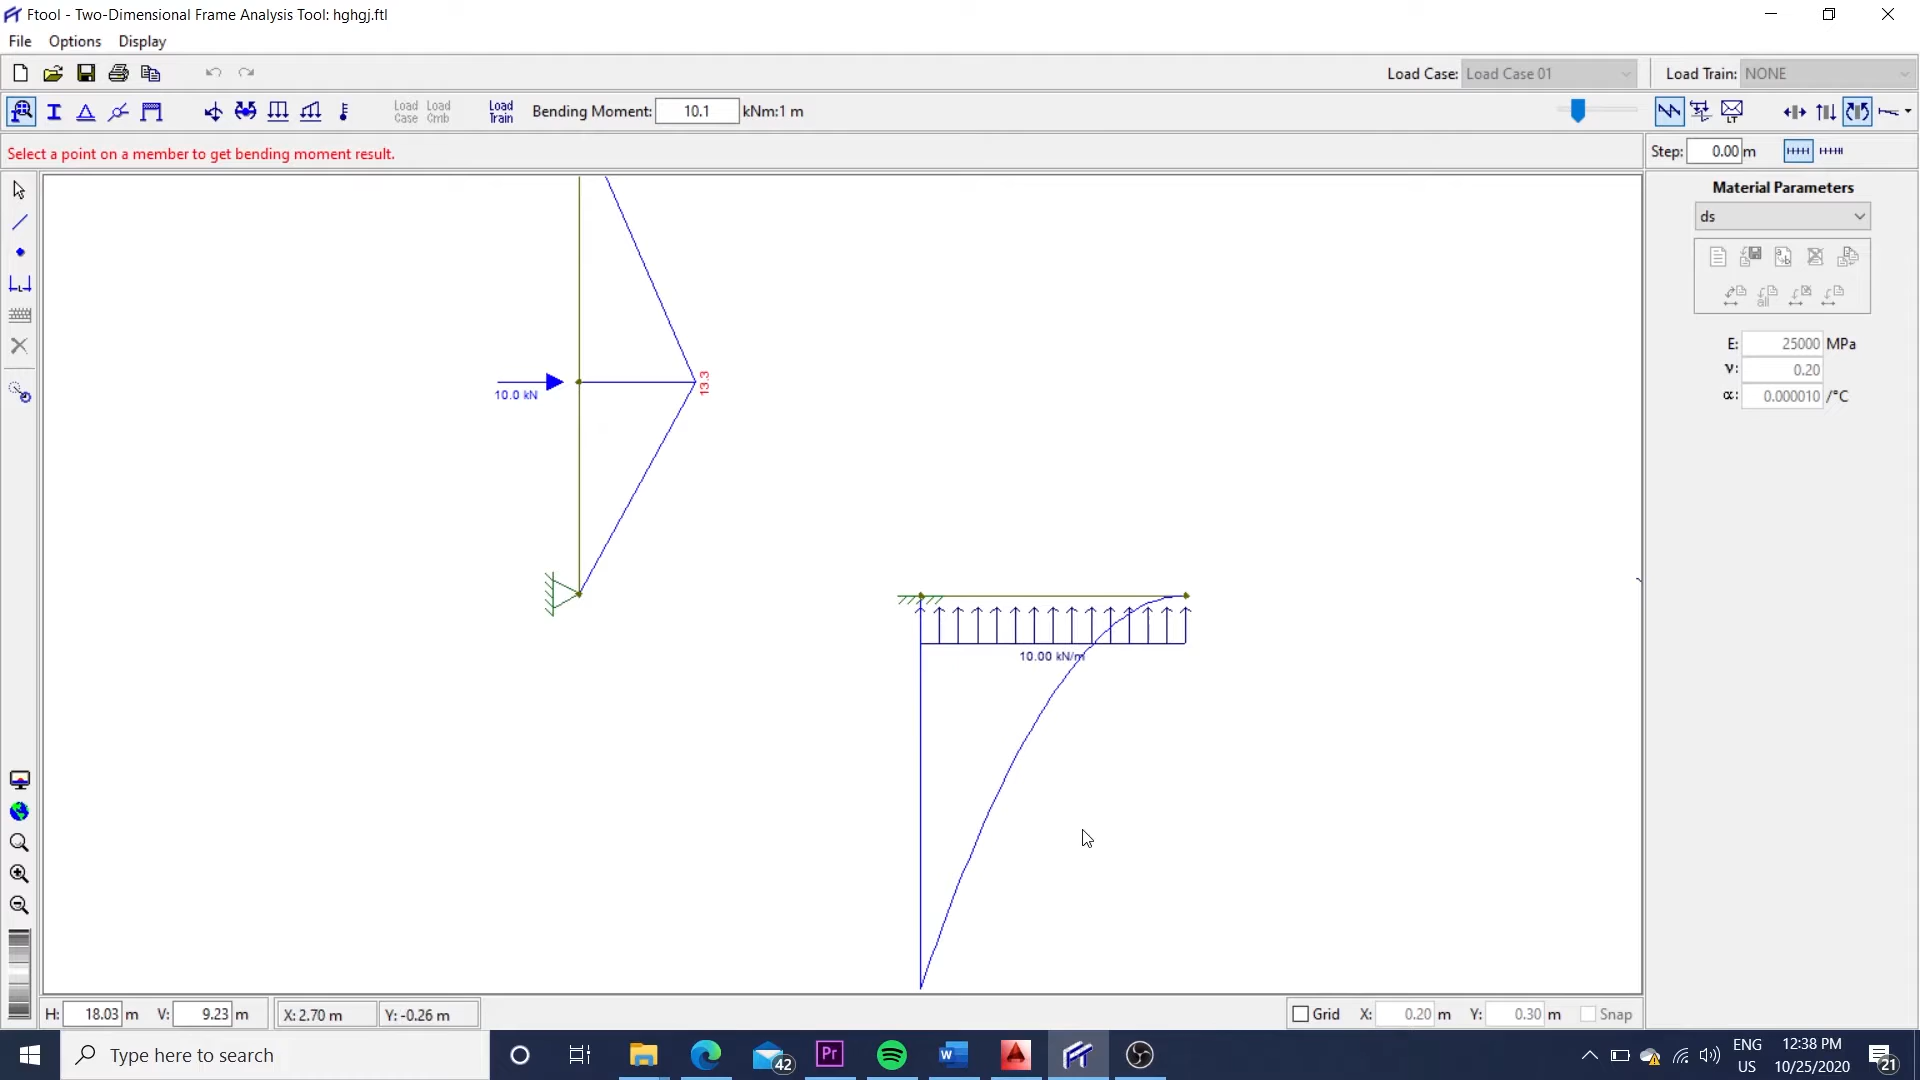 Ftool - Two-Dimensional Frame Analysis Tool: hghgj.ftl
File Options Display
Load Case: Load Case 01 Load Train: NONE
Load Case Load Cmb Load Train Bending Moment: 10.1 kNm:1 m LT
Select a point on a member to get bending moment result.
Step: 0.00 m
Material Parameters
ds
all
E: 25000 MPa
ν: 0.20
α: 0.000010 /°C
13.3
10.0 kN
10.00 kN/m
H: 18.03 m V: 9.23 m X: 2.70 m Y: -0.26 m
Grid X: 0.20 m Y: 0.30 m Snap
Type here to search
42
Pr
W
ENG
US
12:38 PM
10/25/2020
21